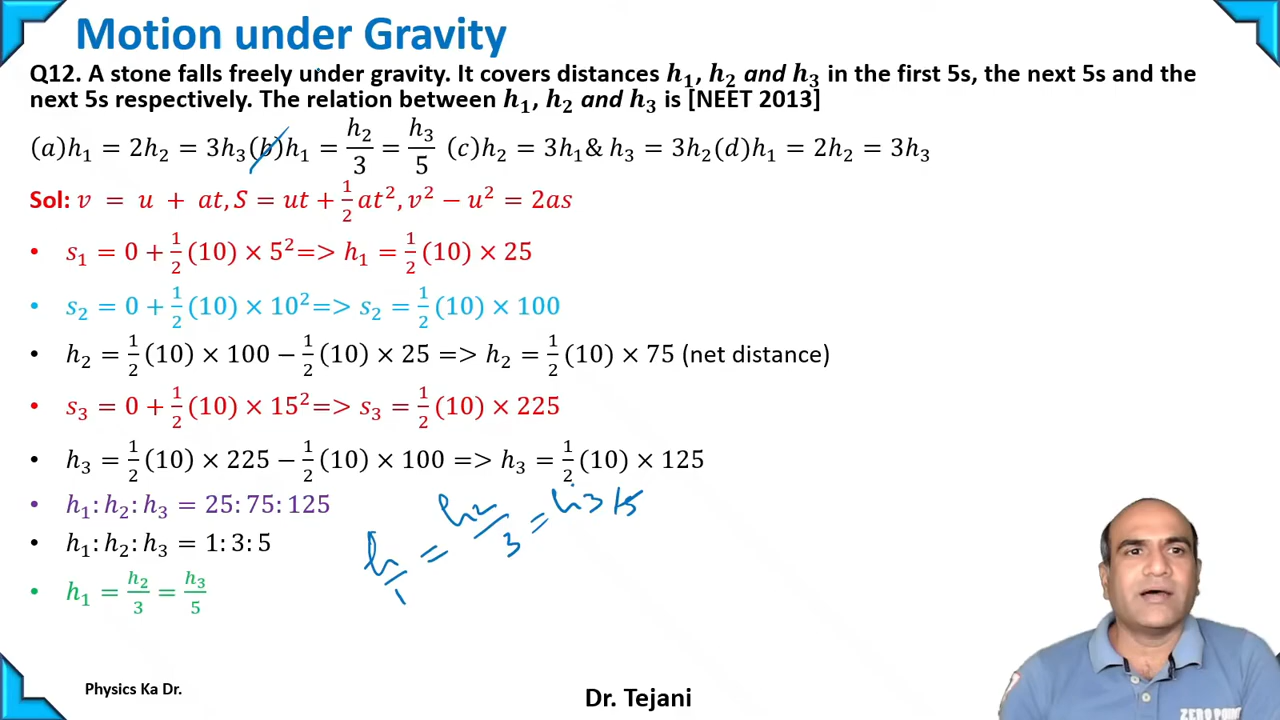 Motion under Gravity
Q12. A stone falls freely under gravity. It covers distances h₁, h₂ and h₃ in the first 5s, the next 5s and the
next 5s respectively. The relation between h₁, h₂ and h₃ is [NEET 2013]
(a)h₁ = 2h₂ = 3h₃(b)h₁ = h₂/3 = h₃/5 (c)h₂ = 3h₁& h₃ = 3h₂(d)h₁ = 2h₂ = 3h₃
Sol: v = u + at, S = ut + 1/2 at², v² − u² = 2as
• s₁ = 0 + 1/2 (10) × 5²=> h₁ = 1/2 (10) × 25
• s₂ = 0 + 1/2 (10) × 10²=> s₂ = 1/2 (10) × 100
• h₂ = 1/2 (10) × 100 − 1/2 (10) × 25 => h₂ = 1/2 (10) × 75 (net distance)
• s₃ = 0 + 1/2 (10) × 15²=> s₃ = 1/2 (10) × 225
• h₃ = 1/2 (10) × 225 − 1/2 (10) × 100 => h₃ = 1/2 (10) × 125
• h₁: h₂: h₃ = 25: 75: 125
• h₁: h₂: h₃ = 1: 3: 5
h/1 = h2/3 = h3/5
• h₁ = h₂/3 = h₃/5
Physics Ka Dr.
Dr. Tejani
ZERO POINT